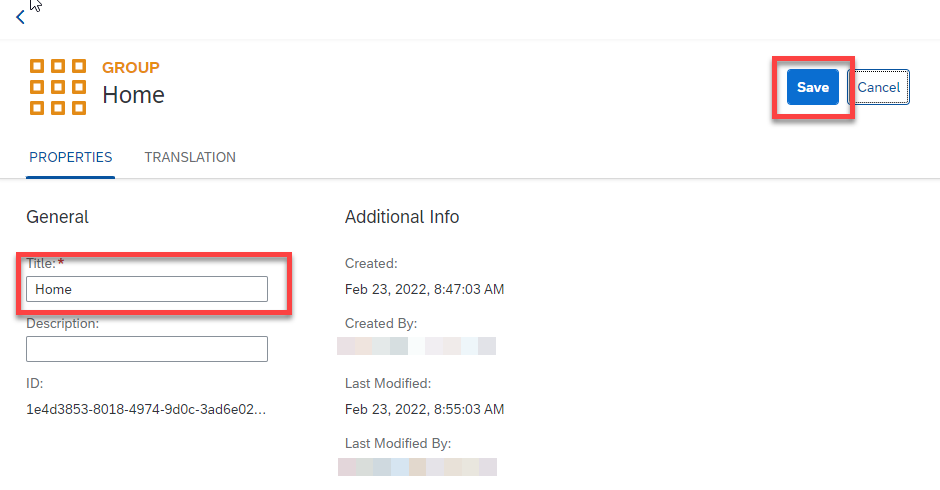 GROUP
Home
Save
Cancel
PROPERTIES
TRANSLATION
General
Title:*
Home
Description:
ID:
1e4d3853-8018-4974-9d0c-3ad6e02...
Additional Info
Created:
Feb 23, 2022, 8:47:03 AM
Created By:
Last Modified:
Feb 23, 2022, 8:55:03 AM
Last Modified By: